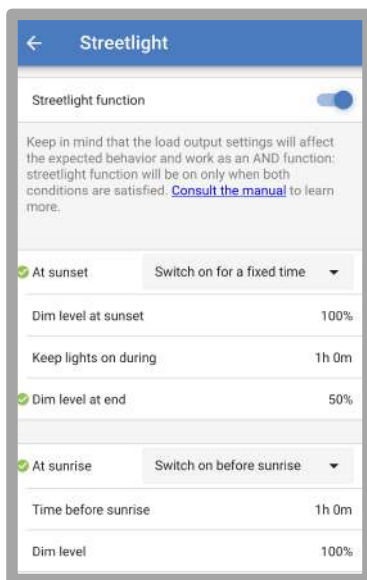 Streetlight
Streetlight function
Keep in mind that the load output settings will affect
the expected behavior and work as an AND function:
streetlight function will be on only when both
conditions are satisfied. Consult the manual to learn
more.
At sunset Switch on for a fixed time
Dim level at sunset 100%
Keep lights on during 1h 0m
Dim level at end 50%
At sunrise Switch on before sunrise
Time before sunrise 1h 0m
Dim level 100%